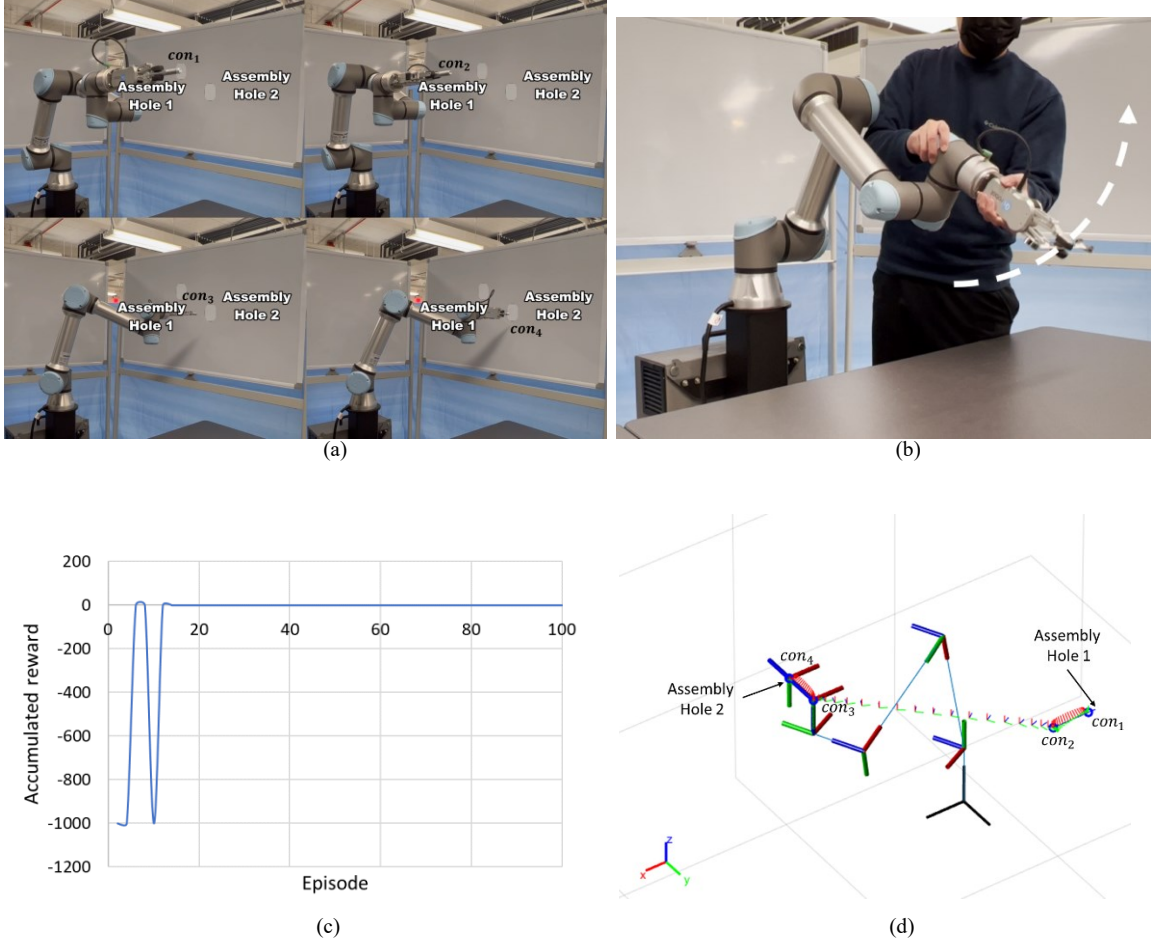 con₁
Assembly
Hole 1
Assembly
Hole 2
con₂
Assembly
Hole 1
Assembly
Hole 2
con₃
Assembly
Hole 1
Assembly
Hole 2
Assembly
Hole 1
Assembly
Hole 2
con₄
(a)
(b)
200
0
-200
-400
-600
-800
-1000
-1200
0
20
40
60
80
100
Accumulated reward
Episode
(c)
Assembly
Hole 1
con₄
Assembly
Hole 2
con₃
con₁
con₂
z
x
y
(d)